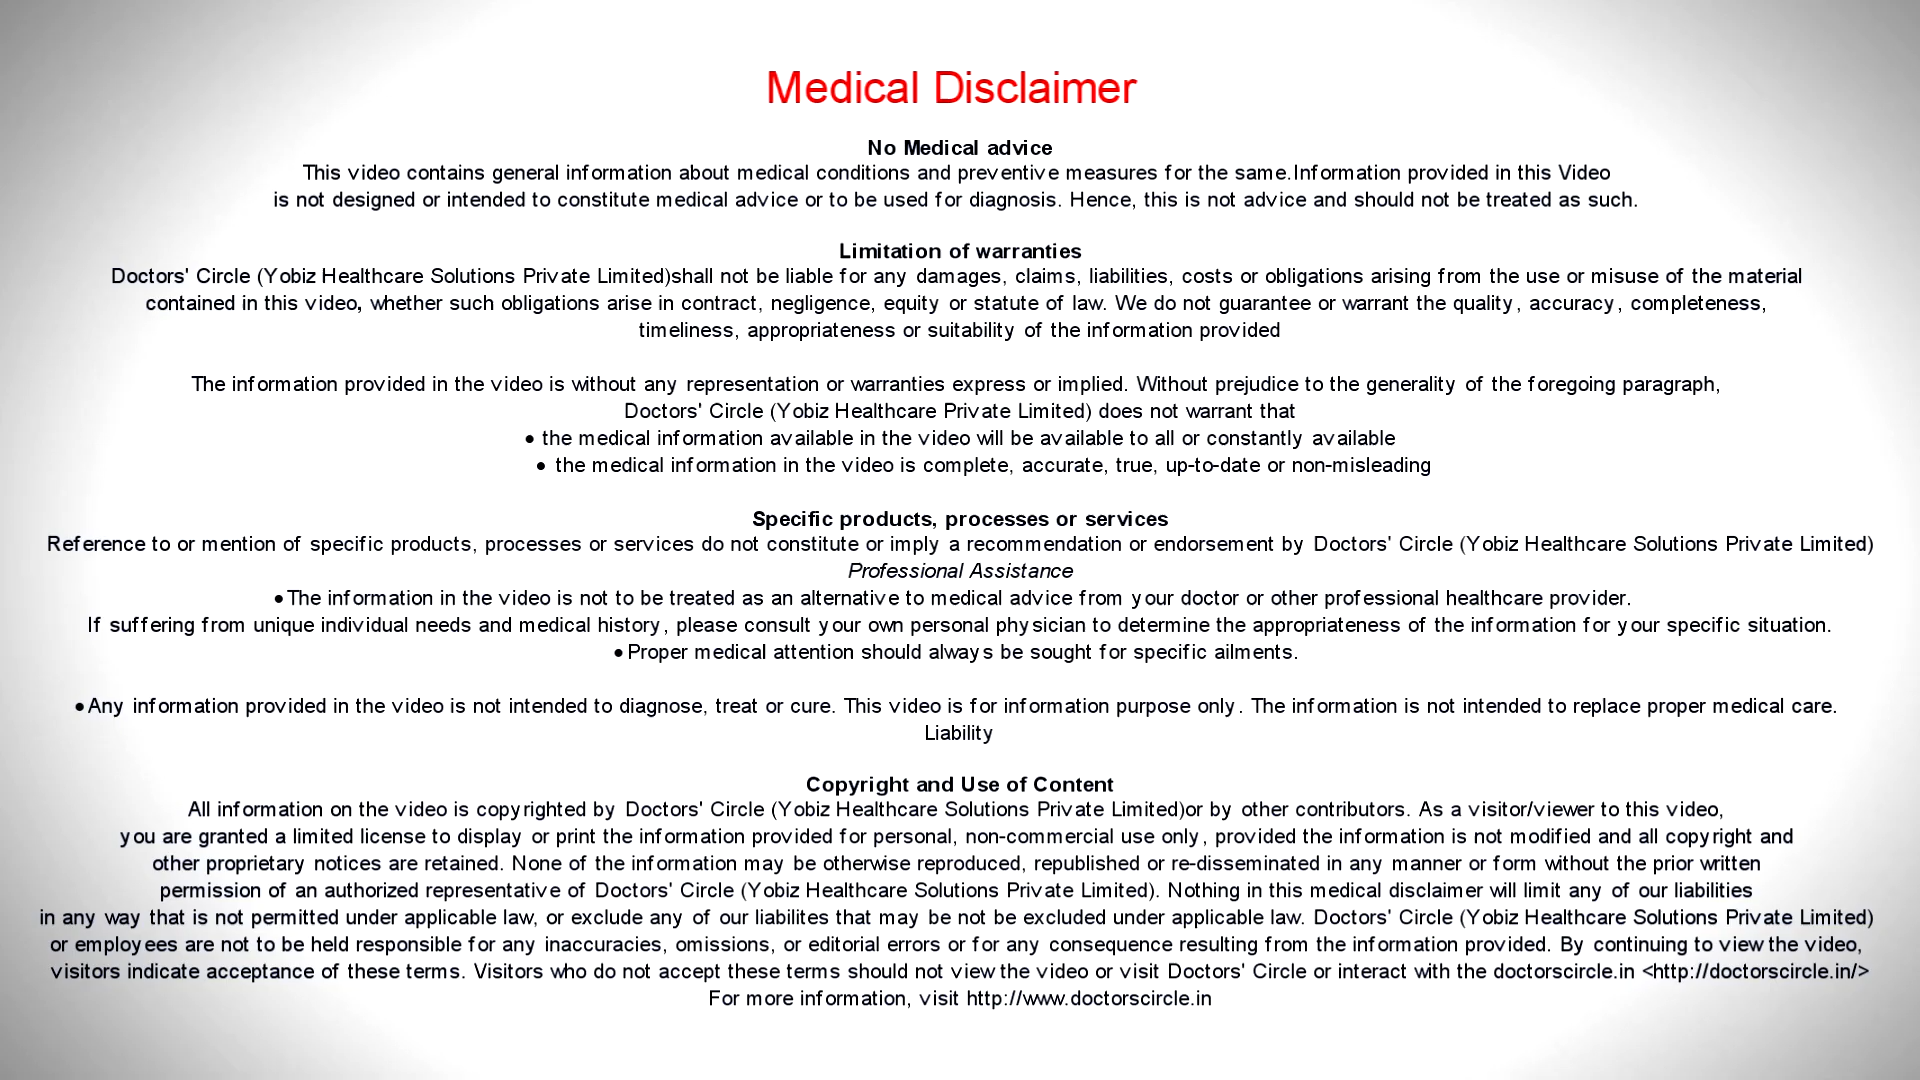 Medical Disclaimer
No Medical advice
This video contains general information about medical conditions and preventive measures for the same.Information provided in this Video
is not designed or intended to constitute medical advice or to be used for diagnosis. Hence, this is not advice and should not be treated as such.
Limitation of warranties
Doctors' Circle (Yobiz Healthcare Solutions Private Limited)shall not be liable for any damages, claims, liabilities, costs or obligations arising from the use or misuse of the material
contained in this video, whether such obligations arise in contract, negligence, equity or statute of law. We do not guarantee or warrant the quality, accuracy, completeness,
timeliness, appropriateness or suitability of the information provided
The information provided in the video is without any representation or warranties express or implied. Without prejudice to the generality of the foregoing paragraph,
Doctors' Circle (Yobiz Healthcare Private Limited) does not warrant that
• the medical information available in the video will be available to all or constantly available
• the medical information in the video is complete, accurate, true, up-to-date or non-misleading
Specific products, processes or services
Reference to or mention of specific products, processes or services do not constitute or imply a recommendation or endorsement by Doctors' Circle (Yobiz Healthcare Solutions Private Limited)
Professional Assistance
•The information in the video is not to be treated as an alternative to medical advice from your doctor or other professional healthcare provider.
If suffering from unique individual needs and medical history, please consult your own personal physician to determine the appropriateness of the information for your specific situation.
•Proper medical attention should always be sought for specific ailments.
•Any information provided in the video is not intended to diagnose, treat or cure. This video is for information purpose only. The information is not intended to replace proper medical care.
Liability
Copyright and Use of Content
All information on the video is copyrighted by Doctors' Circle (Yobiz Healthcare Solutions Private Limited)or by other contributors. As a visitor/viewer to this video,
you are granted a limited license to display or print the information provided for personal, non-commercial use only, provided the information is not modified and all copyright and
other proprietary notices are retained. None of the information may be otherwise reproduced, republished or re-disseminated in any manner or form without the prior written
permission of an authorized representative of Doctors' Circle (Yobiz Healthcare Solutions Private Limited). Nothing in this medical disclaimer will limit any of our liabilities
in any way that is not permitted under applicable law, or exclude any of our liabilites that may be not be excluded under applicable law. Doctors' Circle (Yobiz Healthcare Solutions Private Limited)
or employees are not to be held responsible for any inaccuracies, omissions, or editorial errors or for any consequence resulting from the information provided. By continuing to view the video,
visitors indicate acceptance of these terms. Visitors who do not accept these terms should not view the video or visit Doctors' Circle or interact with the doctorscircle.in <http://doctorscircle.in/>
For more information, visit http://www.doctorscircle.in